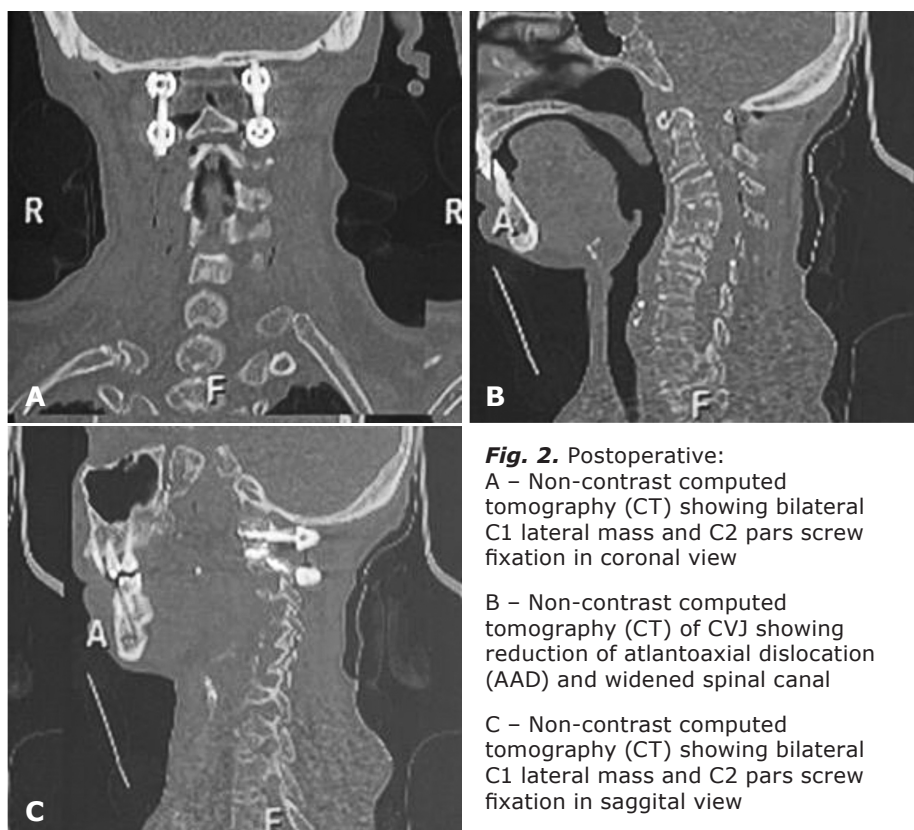 R
R
A
F
A
B
F
A
C
F
Fig. 2. Postoperative:
A – Non-contrast computed
tomography (CT) showing bilateral
C1 lateral mass and C2 pars screw
fixation in coronal view
B – Non-contrast computed
tomography (CT) of CVJ showing
reduction of atlantoaxial dislocation
(AAD) and widened spinal canal
C – Non-contrast computed
tomography (CT) showing bilateral
C1 lateral mass and C2 pars screw
fixation in saggital view